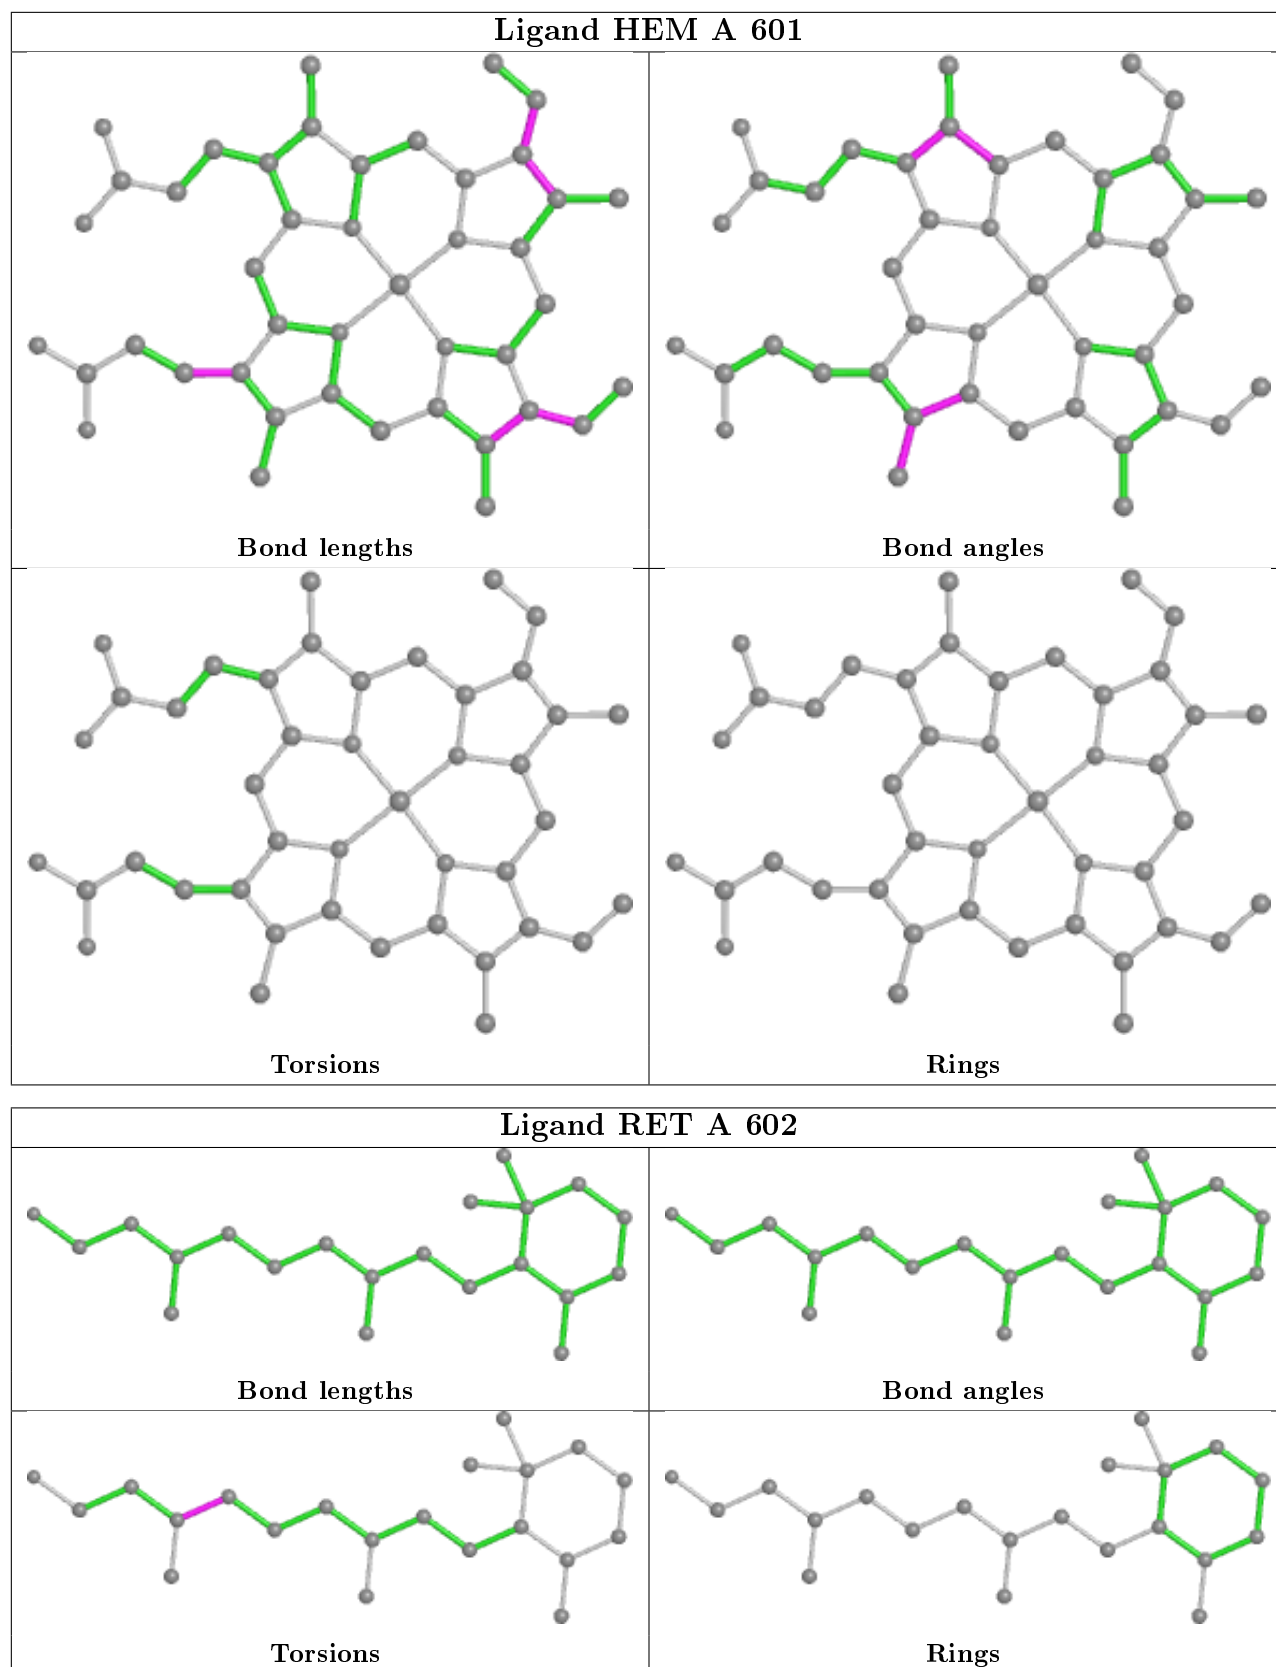 Ligand HEM A 601
Bond lengths
Bond angles
Torsions
Rings
Ligand RET A 602
Bond lengths
Bond angles
Torsions
Rings